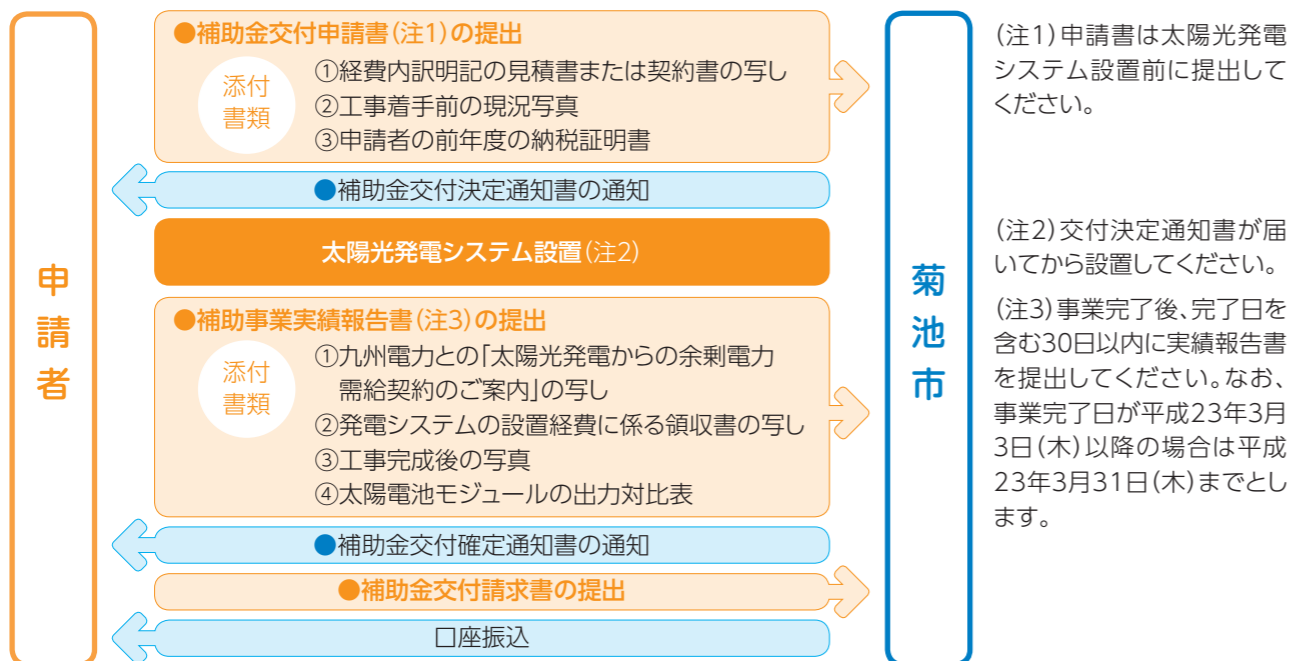 申請者
●補助金交付申請書(注1)の提出
添付
書類
①経費内訳明記の見積書または契約書の写し
②工事着手前の現況写真
③申請者の前年度の納税証明書
●補助金交付決定通知書の通知
太陽光発電システム設置(注2)
●補助事業実績報告書(注3)の提出
添付
書類
①九州電力との「太陽光発電からの余剰電力
需給契約のご案内」の写し
②発電システムの設置経費に係る領収書の写し
③工事完成後の写真
④太陽電池モジュールの出力対比表
●補助金交付確定通知書の通知
●補助金交付請求書の提出
口座振込
菊池市
(注1)申請書は太陽光発電
システム設置前に提出して
ください。
(注2)交付決定通知書が届
いてから設置してください。
(注3)事業完了後、完了日を
含む30日以内に実績報告書
を提出してください。なお、
事業完了日が平成23年3月
3日(木)以降の場合は平成
23年3月31日(木)までとし
ます。